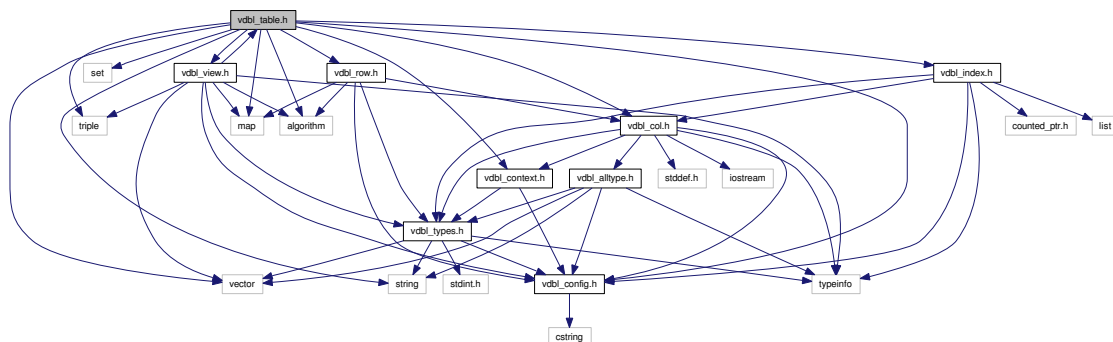 vdbl_table.h
set
vdbl_view.h
vdbl_row.h
vdbl_index.h
triple
map
algorithm
vdbl_col.h
counted_ptr.h
list
vdbl_context.h
vdbl_alltype.h
stddef.h
iostream
vdbl_types.h
vector
string
stdint.h
vdbl_config.h
typeinfo
cstring